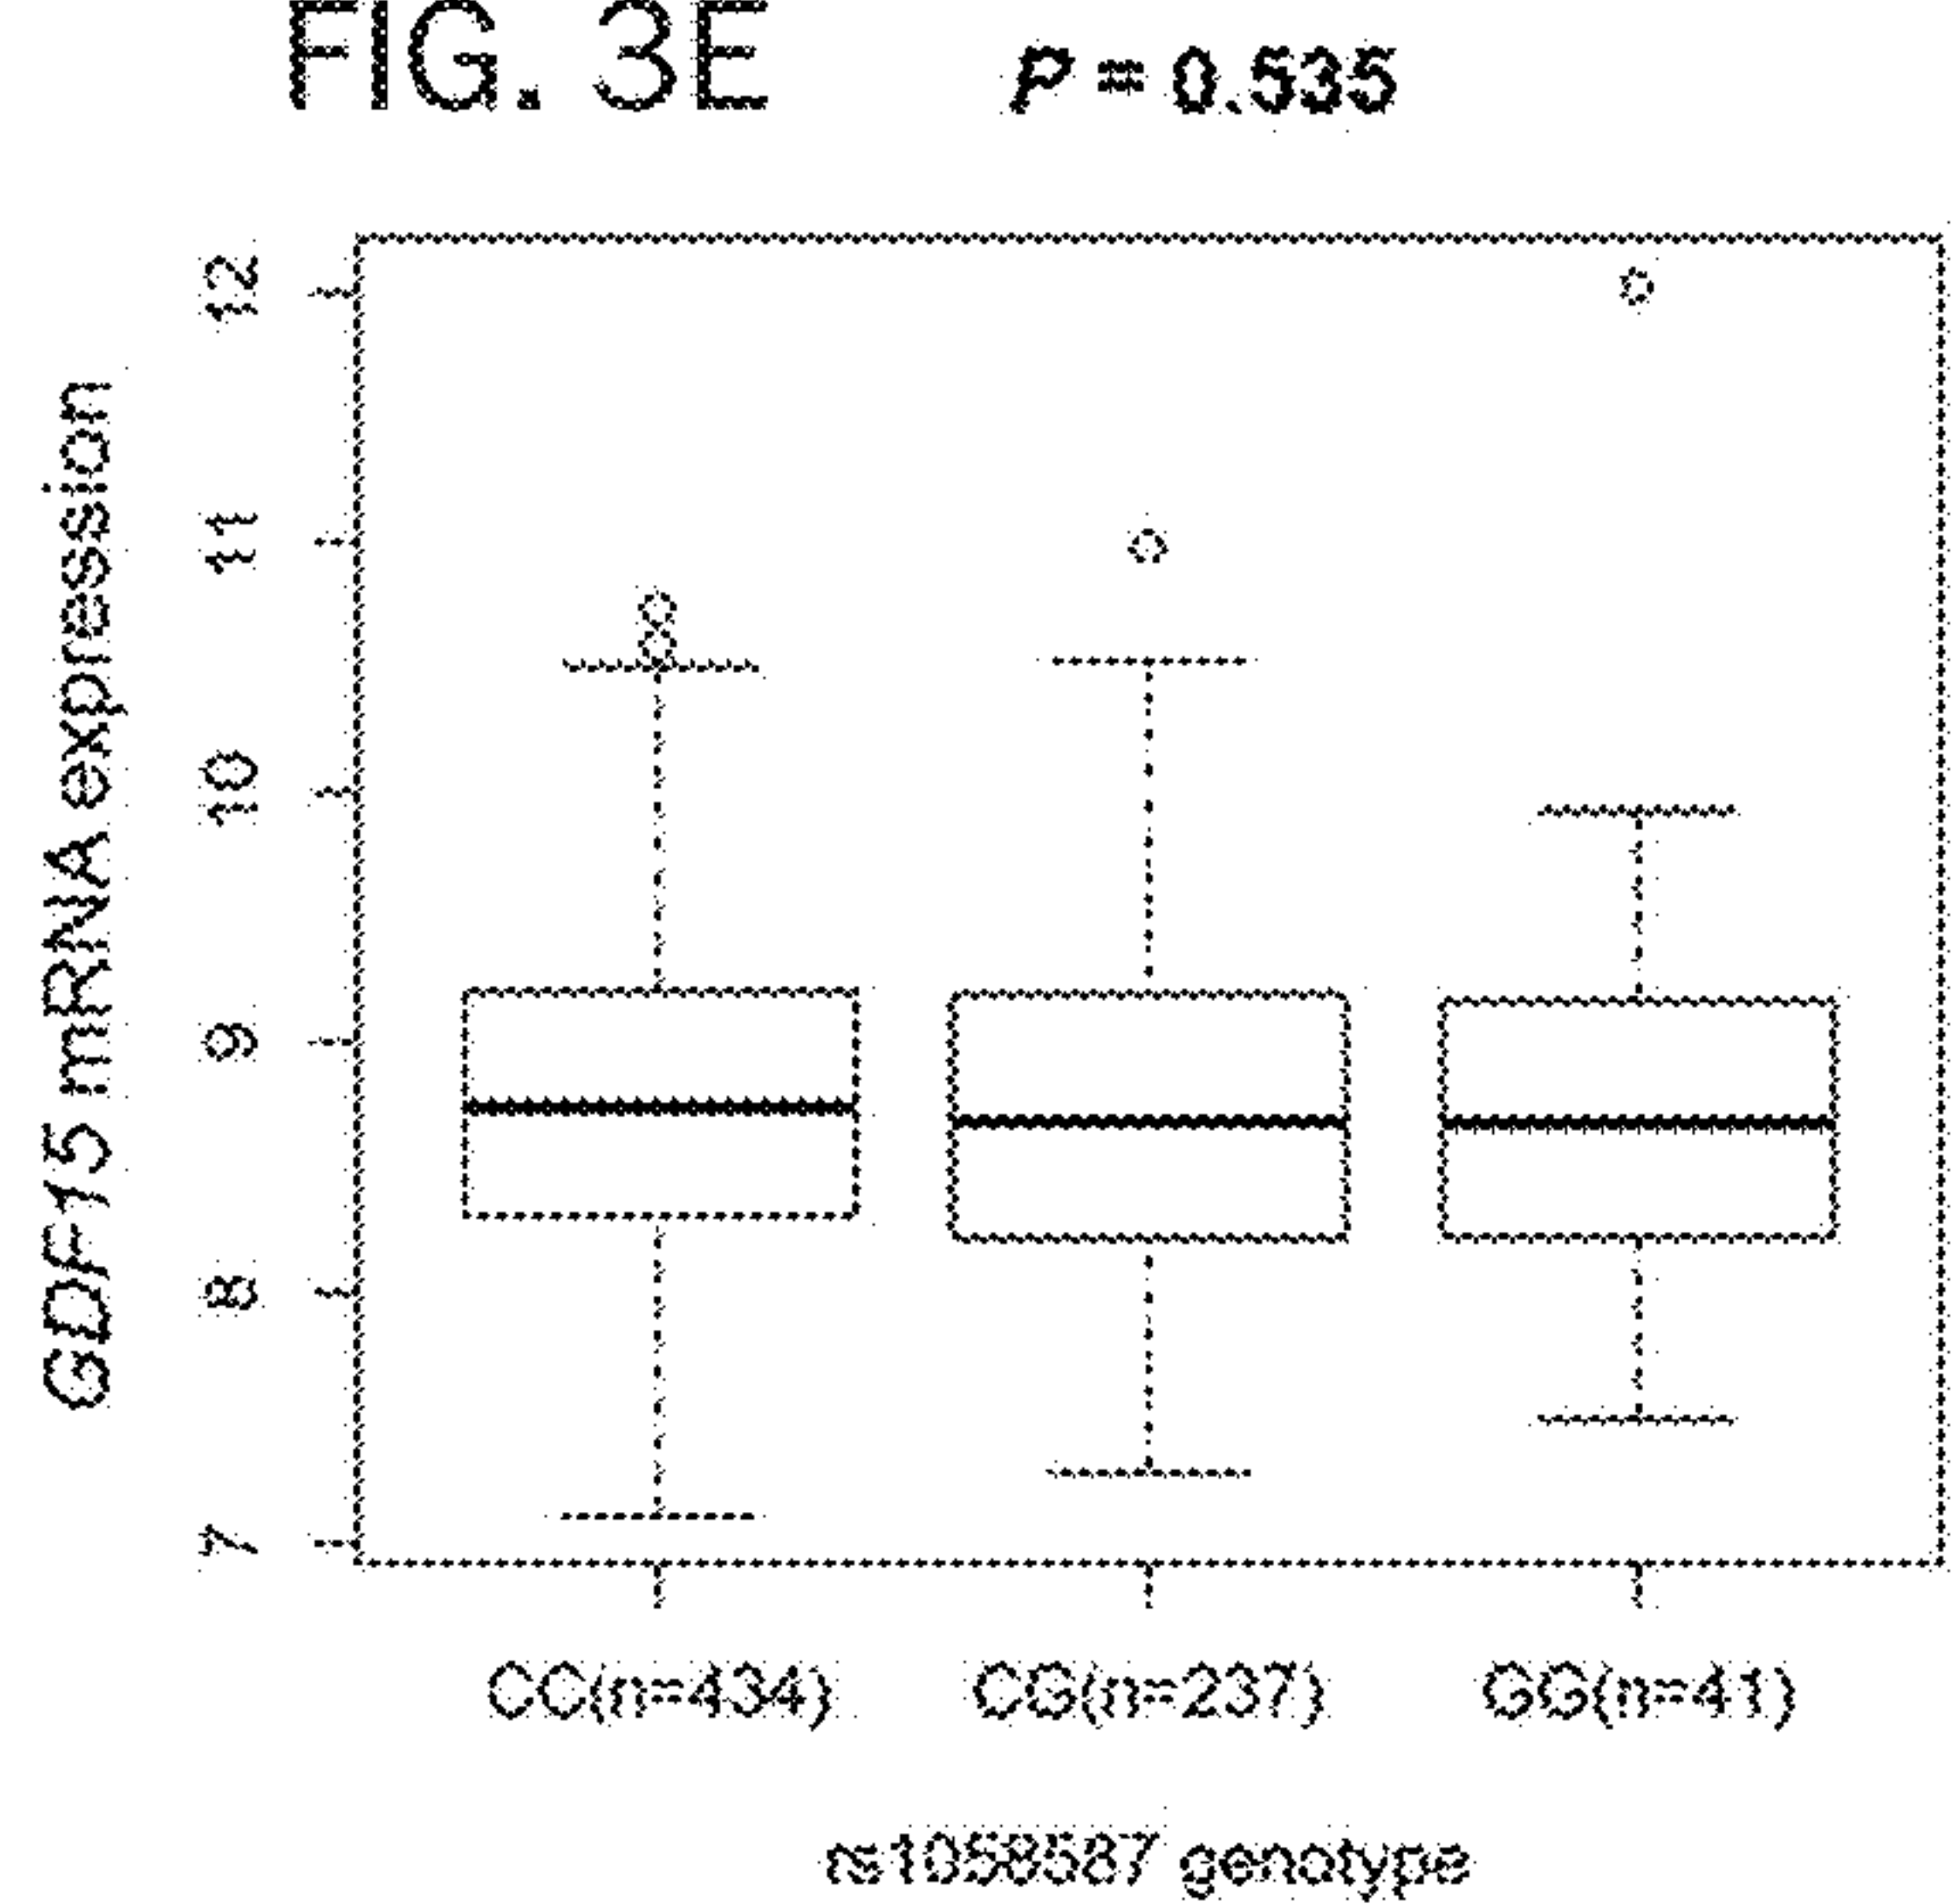 FIG. 3E
P = 0.535
GDF15 mRNA expression
12
11
10
9
8
7
CC(n=434) CG(n=237) GG(n=41)
rs1058587 genotype